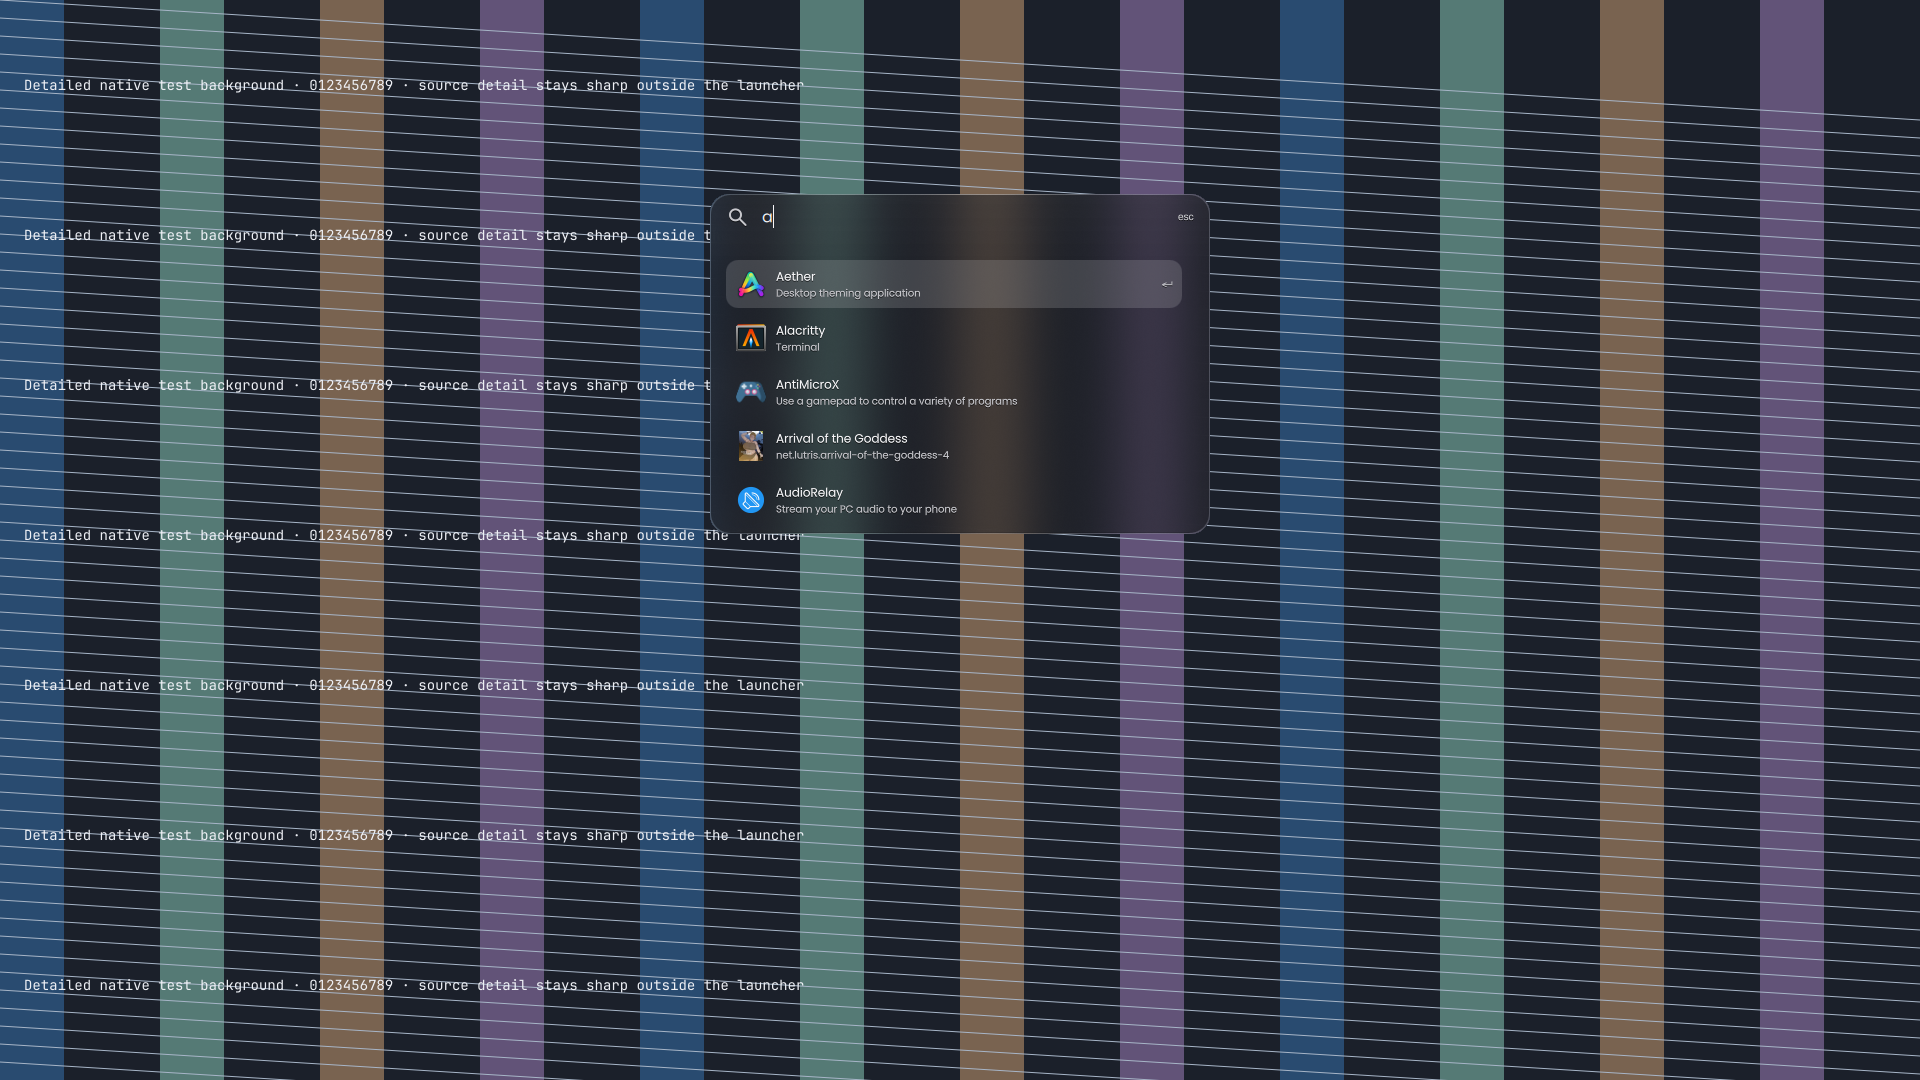 Detailed native test background · 0123456789 · source detail stays sharp outside the launcher
a
esc
Detailed native test background · 0123456789 · source detail stays sharp outside t
Aether
Desktop theming application
Alacritty
Terminal
AntiMicroX
Detailed native test background · 0123456789 · source detail stays sharp outside t
Use a gamepad to control a variety of programs
Arrival of the Goddess
net.lutris.arrival-of-the-goddess-4
AudioRelay
Stream your PC audio to your phone
Detailed native test background · 0123456789 · source detail stays sharp outside the launcher
Detailed native test background · 0123456789 · source detail stays sharp outside the launcher
Detailed native test background · 0123456789 · source detail stays sharp outside the launcher
Detailed native test background · 0123456789 · source detail stays sharp outside the launcher